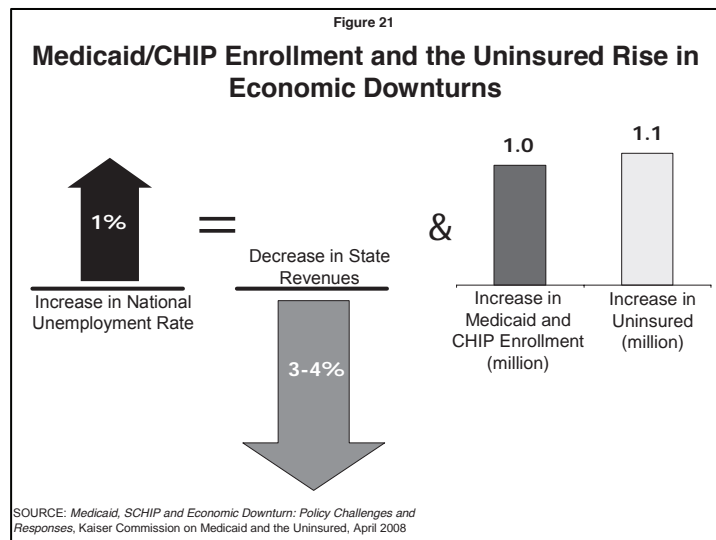 Figure 21
Medicaid/CHIP Enrollment and the Uninsured Rise in
Economic Downturns
1%
=
Increase in National
Unemployment Rate
Decrease in State
Revenues
3-4%
&
1.0
1.1
Increase in
Medicaid and
CHIP Enrollment
(million)
Increase in
Uninsured
(million)
SOURCE: Medicaid, SCHIP and Economic Downturn: Policy Challenges and
Responses, Kaiser Commission on Medicaid and the Uninsured, April 2008